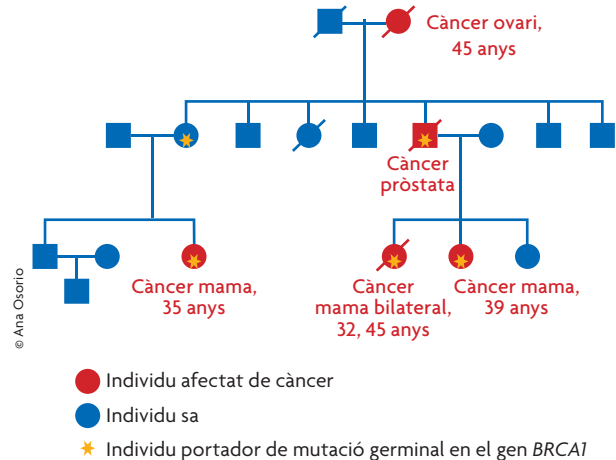 Càncer ovari,
45 anys
Càncer
pròstata
Càncer mama,
35 anys
Càncer
mama bilateral,
32, 45 anys
Càncer mama,
39 anys
© Ana Osorio
Individu afectat de càncer
Individu sa
Individu portador de mutació germinal en el gen BRCA1